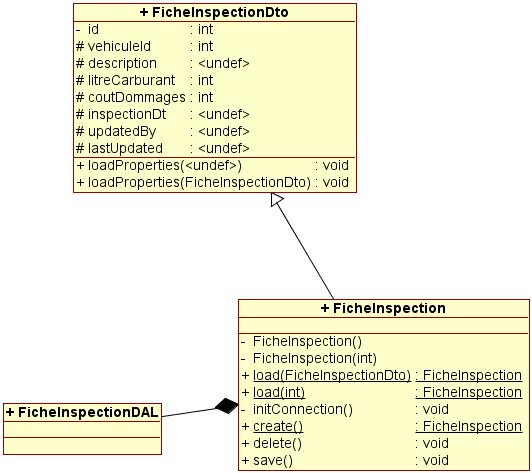 + FicheInspectionDto
- id : int
# vehiculeId : int
# description : <undef>
# litreCarburant : int
# coutDommages : int
# inspectionDt : <undef>
# updatedBy : <undef>
# lastUpdated : <undef>
+ loadProperties(<undef>) : void
+ loadProperties(FicheInspectionDto) : void
+ FicheInspection
- FicheInspection()
- FicheInspection(int)
+ load(FicheInspectionDto) : FicheInspection
+ load(int) : FicheInspection
- initConnection() : void
+ create() : FicheInspection
+ delete() : void
+ save() : void
+ FicheInspectionDAL